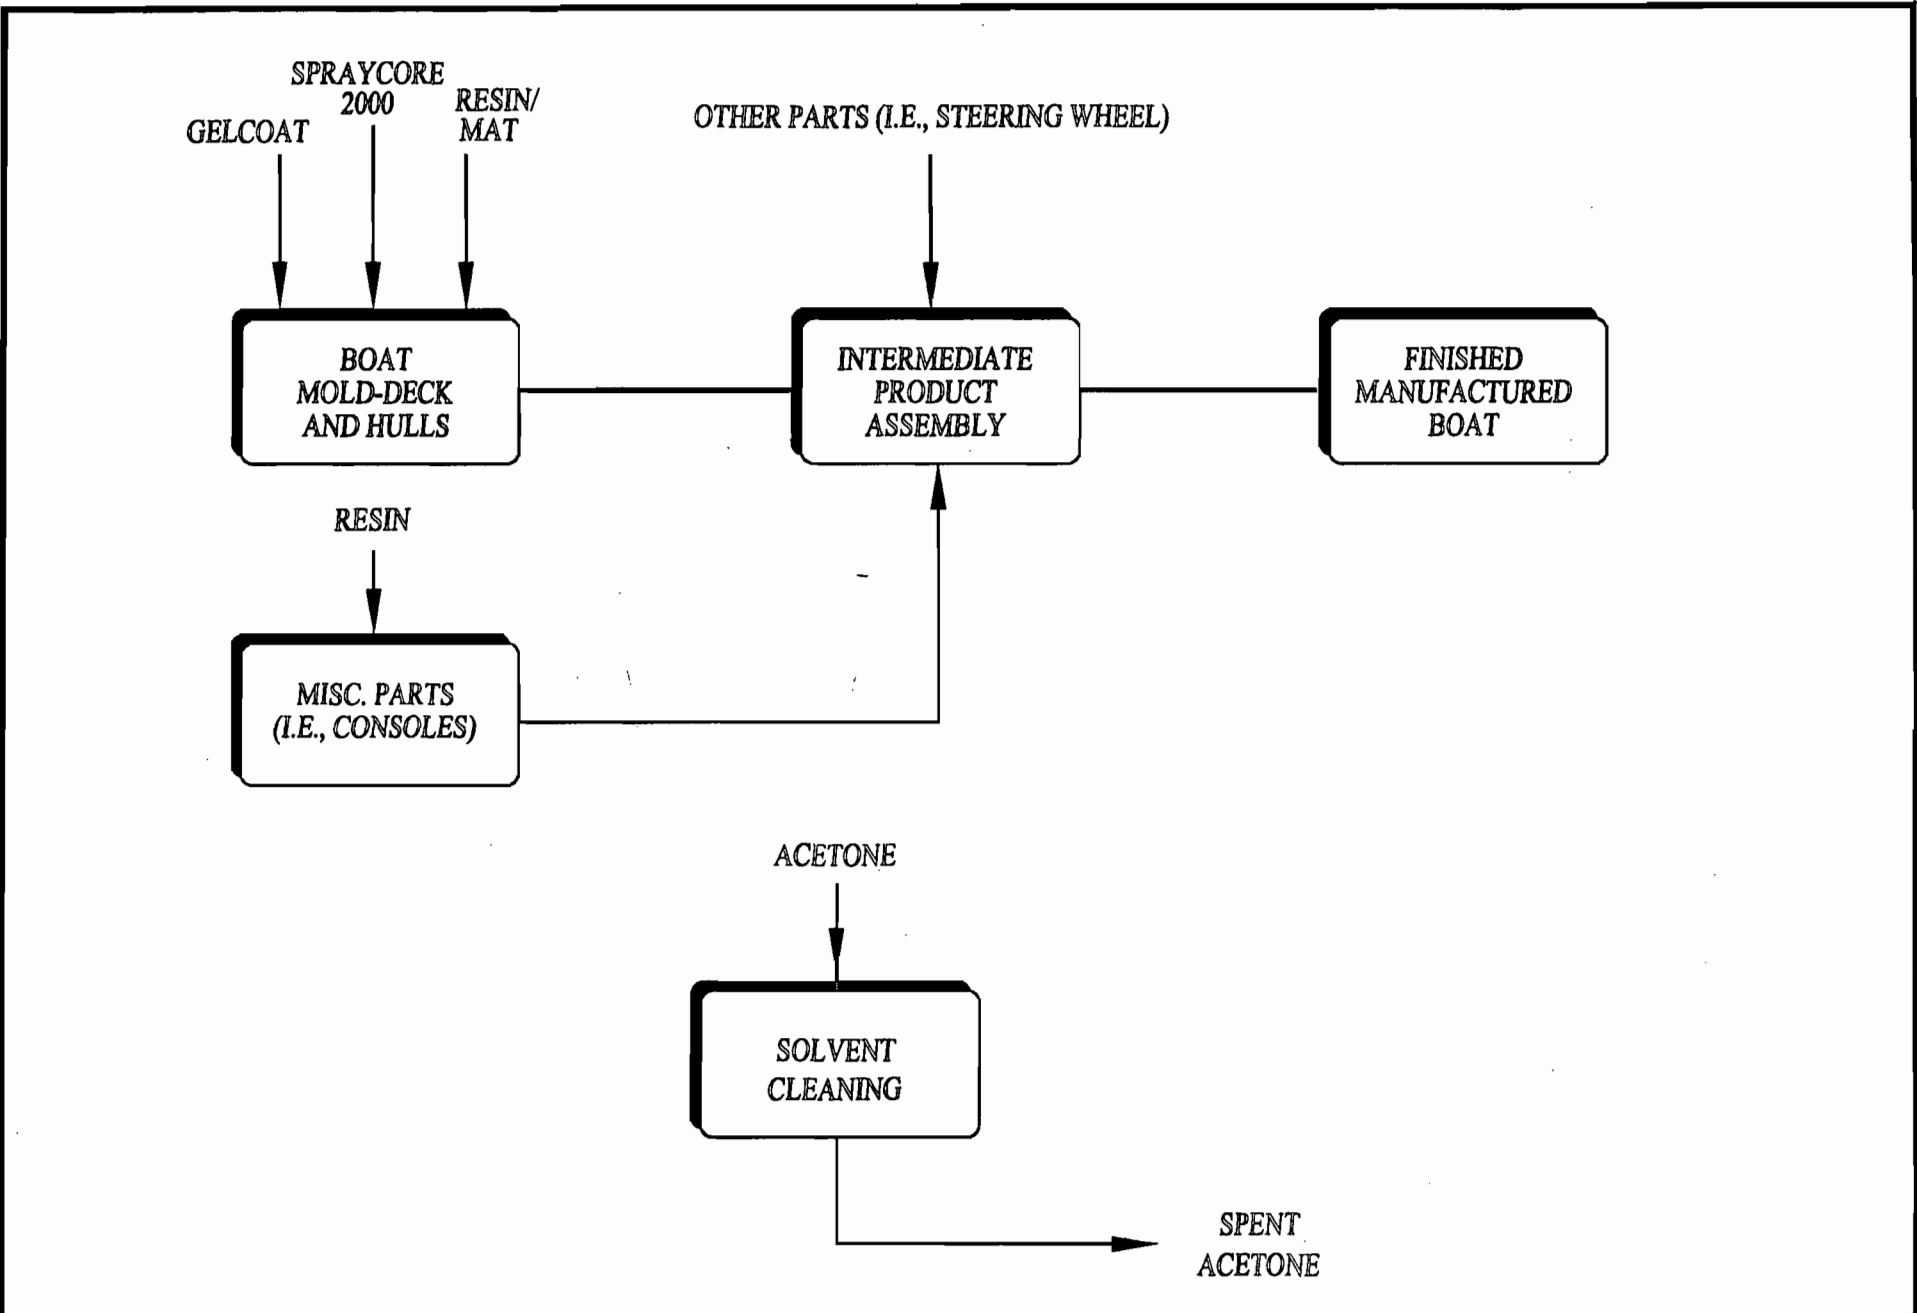 SPRAYCORE
2000
RESIN/
MAT
GELCOAT
OTHER PARTS (I.E., STEERING WHEEL)
BOAT
MOLD-DECK
AND HULLS
INTERMEDIATE
PRODUCT
ASSEMBLY
FINISHED
MANUFACTURED
BOAT
RESIN
MISC. PARTS
(I.E., CONSOLES)
ACETONE
SOLVENT
CLEANING
SPENT
ACETONE